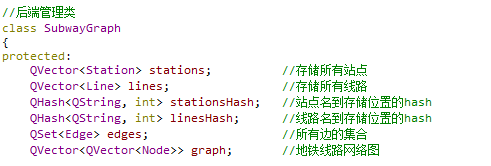 //后端管理类
class SubwayGraph
{
protected:
    QVector<Station> stations;          //存储所有站点
    QVector<Line> lines;                //存储所有线路
    QHash<QString, int> stationsHash;   //站点名到存储位置的hash
    QHash<QString, int> linesHash;      //线路名到存储位置的hash
    QSet<Edge> edges;                   //所有边的集合
    QVector<QVector<Node>> graph;       //地铁线路网络图